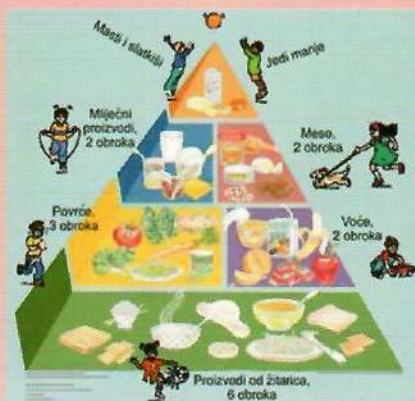 Masti i slatkiši
Jedi manje
Mliječni
proizvodi,
2 obroka
Meso,
2 obroka
Povrće,
3 obroka
Voće,
2 obroka
Proizvodi od žitarica,
6 obroka